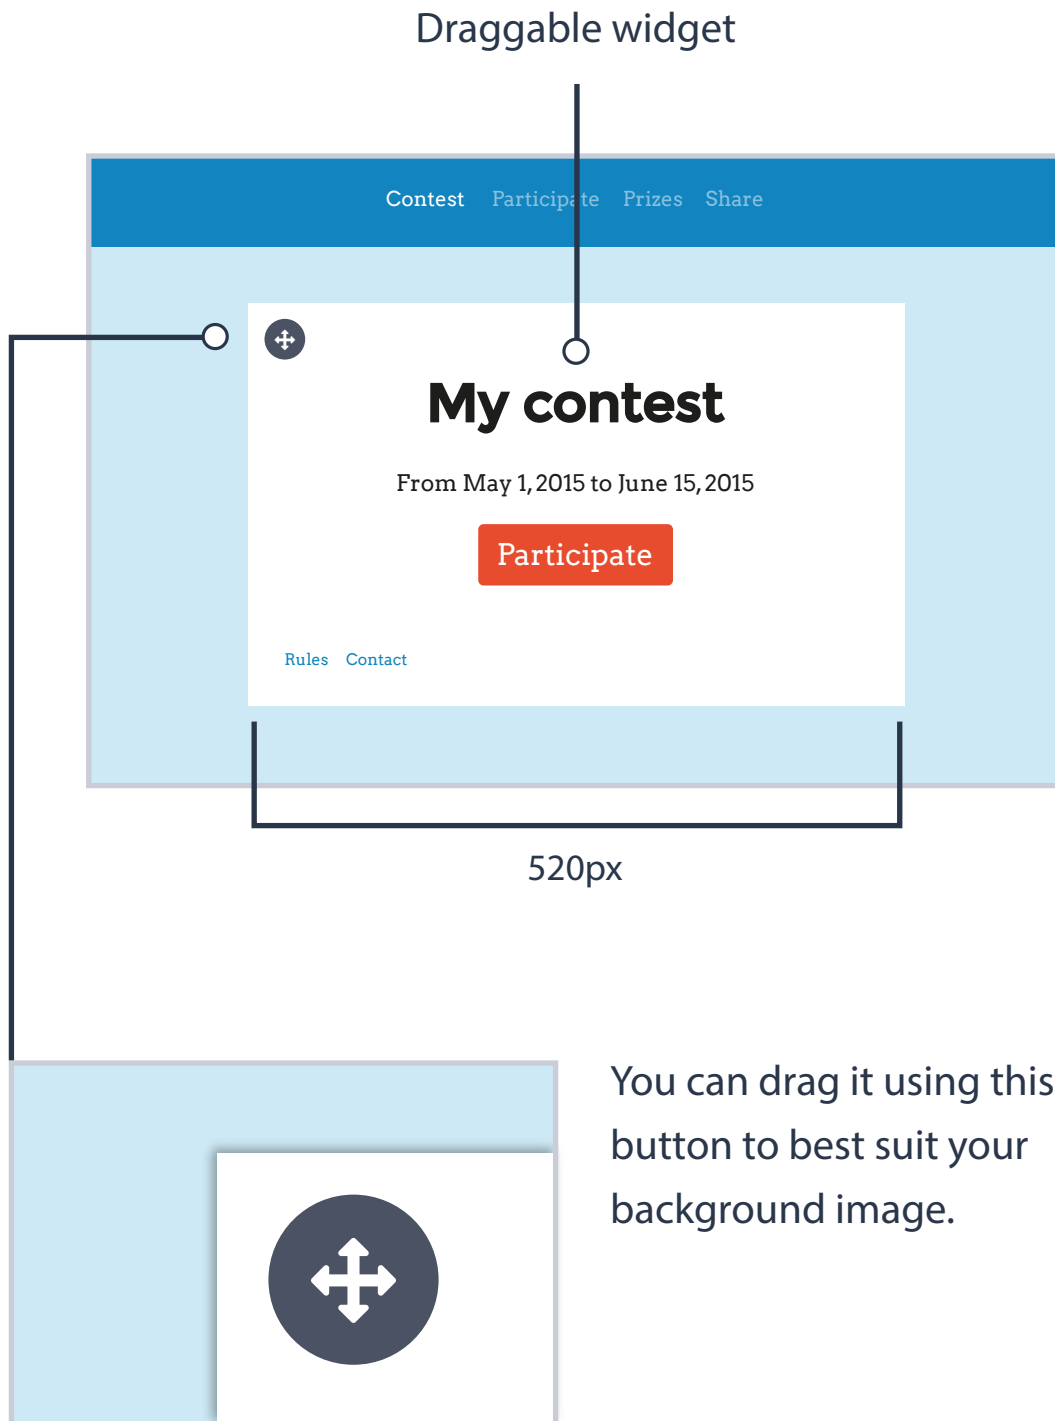 Draggable widget
Contest Participate Prizes Share
My contest
From May 1, 2015 to June 15, 2015
Participate
Rules Contact
520px
You can drag it using this
button to best suit your
background image.